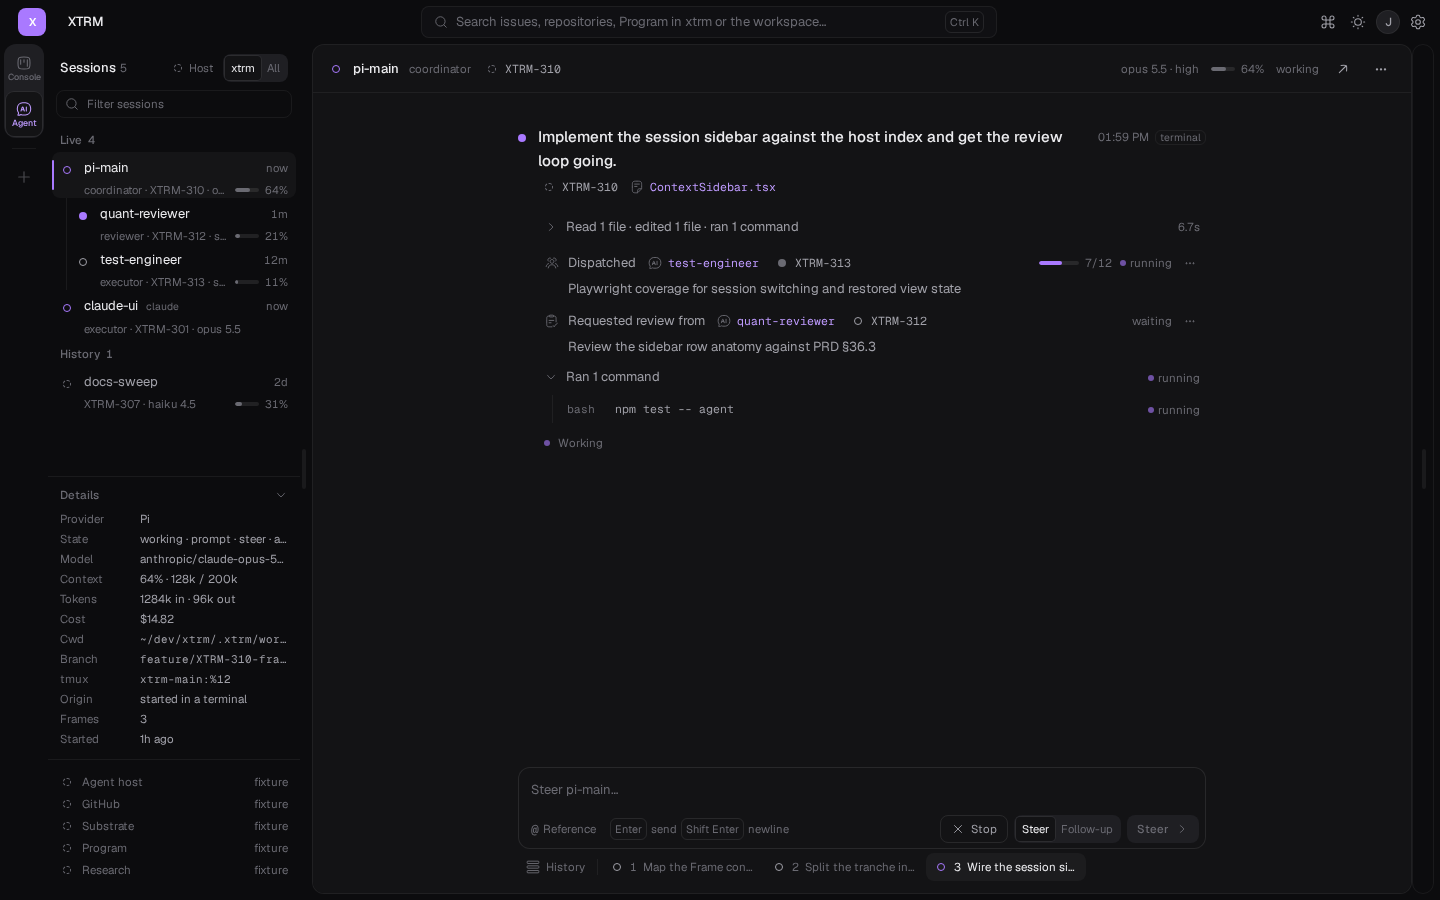 X XTRM Search issues, repositories, Program in xtrm or the workspace... Ctrl K J
Console
AI
Agent
Sessions 5 Host xtrm All
Filter sessions
Live 4
pi-main now
coordinator · XTRM-310 · o... 64%
quant-reviewer 1m
reviewer · XTRM-312 · s... 21%
test-engineer 12m
executor · XTRM-313 · s... 11%
claude-ui claude now
executor · XTRM-301 · opus 5.5
History 1
docs-sweep 2d
XTRM-307 · haiku 4.5 31%
Details
Provider Pi
State working · prompt · steer · a...
Model anthropic/claude-opus-5...
Context 64% · 128k / 200k
Tokens 1284k in · 96k out
Cost $14.82
Cwd ~/dev/xtrm/.xtrm/wor...
Branch feature/XTRM-310-fra...
tmux xtrm-main:%12
Origin started in a terminal
Frames 3
Started 1h ago
Agent host fixture
GitHub fixture
Substrate fixture
Program fixture
Research fixture
pi-main coordinator XTRM-310 opus 5.5 · high 64% working
Implement the session sidebar against the host index and get the review 01:59 PM terminal
loop going.
XTRM-310 ContextSidebar.tsx
Read 1 file · edited 1 file · ran 1 command 6.7s
Dispatched AI test-engineer XTRM-313 7/12 running
Playwright coverage for session switching and restored view state
Requested review from AI quant-reviewer XTRM-312 waiting
Review the sidebar row anatomy against PRD §36.3
Ran 1 command running
bash npm test -- agent running
Working
Steer pi-main...
@ Reference Enter send Shift Enter newline Stop Steer Follow-up Steer
History 1 Map the Frame con... 2 Split the tranche in... 3 Wire the session si...